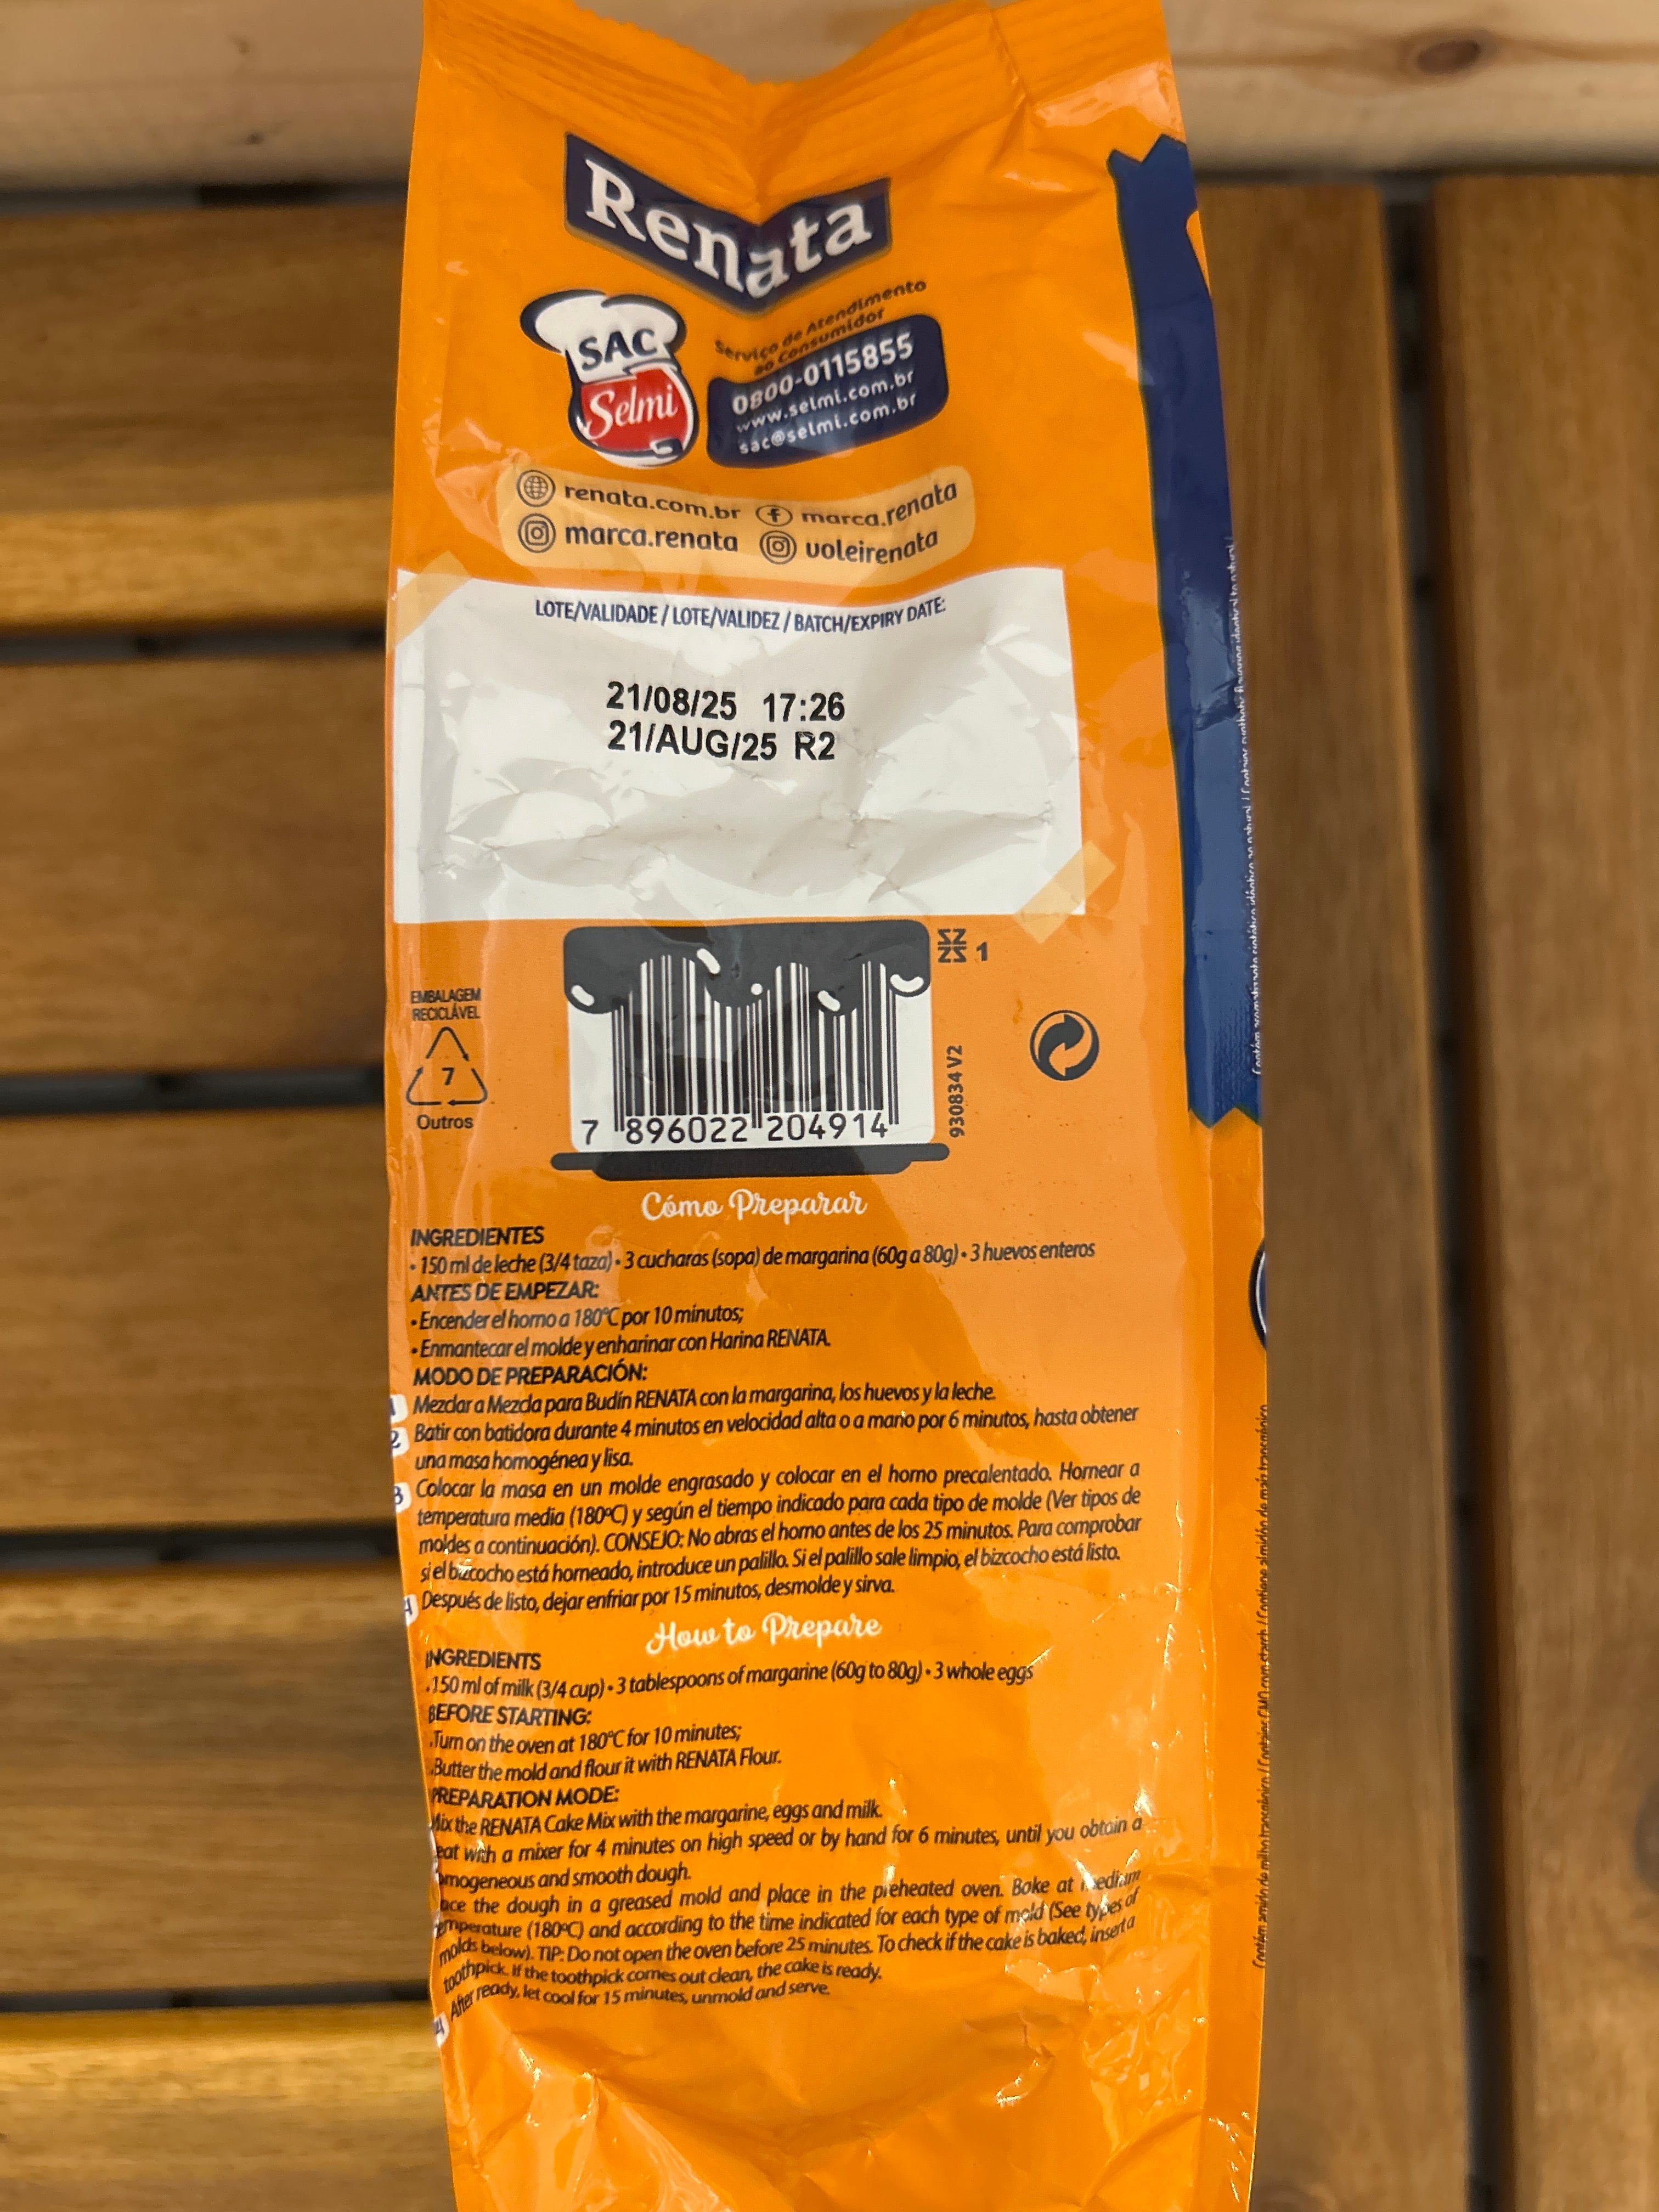 Renata
SAC
Selmi
Serviço de Atendimento
ao Consumidor
0800-0115855
www.selmi.com.br
sac@selmi.com.br
renata.com.br marca.renata
marca.renata voleirenata
LOTE/VALIDADE / LOTE/VALIDEZ / BATCH/EXPIRY DATE:
21/08/25 17:26
21/AUG/25 R2
1
EMBALAGEM
RECICLÁVEL
7
Outros
930834 V2
7 896022 204914
Cómo Preparar
INGREDIENTES
• 150 ml de leche (3/4 taza) • 3 cucharas (sopa) de margarina (60g a 80g) • 3 huevos enteros
ANTES DE EMPEZAR:
• Encender el horno a 180°C por 10 minutos;
• Enmantecar el molde y enharinar con Harina RENATA.
MODO DE PREPARACIÓN:
1 Mezclar a Mezcla para Budín RENATA con la margarina, los huevos y la leche.
2 Batir con batidora durante 4 minutos en velocidad alta o a mano por 6 minutos, hasta obtener
una masa homogénea y lisa.
3 Colocar la masa en un molde engrasado y colocar en el horno precalentado. Hornear a
temperatura media (180ºC) y según el tiempo indicado para cada tipo de molde (Ver tipos de
moldes a continuación). CONSEJO: No abras el horno antes de los 25 minutos. Para comprobar
si el bizcocho está horneado, introduce un palillo. Si el palillo sale limpio, el bizcocho está listo.
4 Después de listo, dejar enfriar por 15 minutos, desmolde y sirva.
How to Prepare
INGREDIENTS
• 150 ml of milk (3/4 cup) • 3 tablespoons of margarine (60g to 80g) • 3 whole eggs
BEFORE STARTING:
• Turn on the oven at 180°C for 10 minutes;
• Butter the mold and flour it with RENATA Flour.
PREPARATION MODE:
Mix the RENATA Cake Mix with the margarine, eggs and milk.
eat with a mixer for 4 minutes on high speed or by hand for 6 minutes, until you obtain a
omogeneous and smooth dough.
ace the dough in a greased mold and place in the preheated oven. Bake at medium
temperature (180ºC) and according to the time indicated for each type of mold (See types of
molds below). TIP: Do not open the oven before 25 minutes. To check if the cake is baked, insert a
toothpick. If the toothpick comes out clean, the cake is ready.
4 After ready, let cool for 15 minutes, unmold and serve.